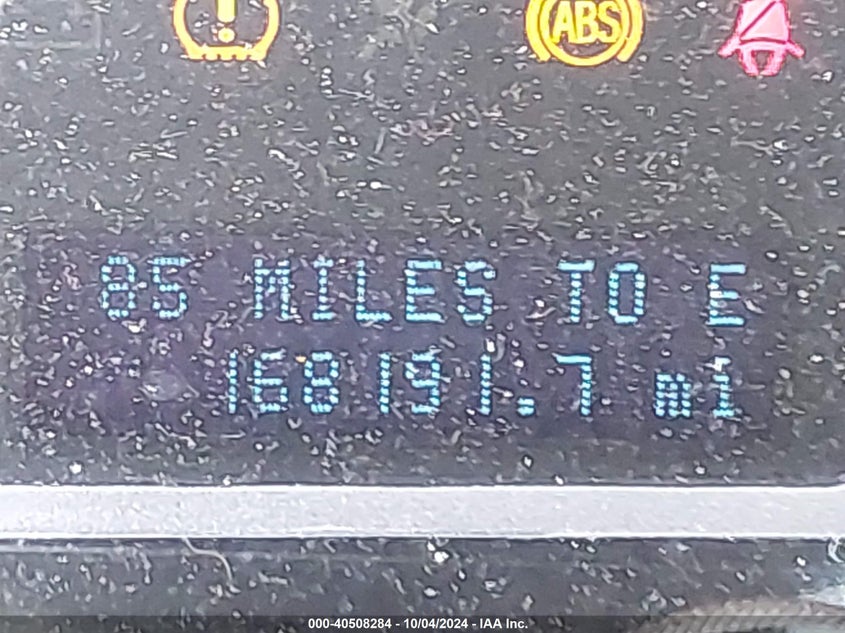 ABS
85 MILES TO E
168191.7 mi
000-40508284 - 10/04/2024 - IAA Inc.